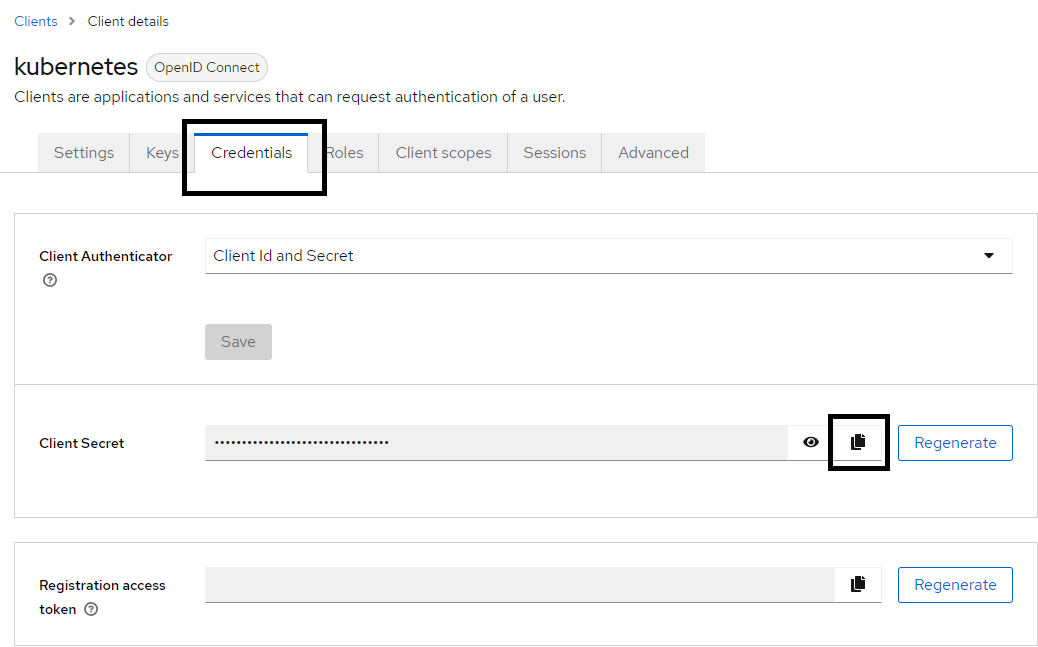 Clients > Client details
kubernetes OpenID Connect
Clients are applications and services that can request authentication of a user.
Settings Keys Credentials Roles Client scopes Sessions Advanced
Client Authenticator Client Id and Secret
Save
Client Secret •••••••••••••••••••••••••••••••• Regenerate
Registration access
token
Regenerate